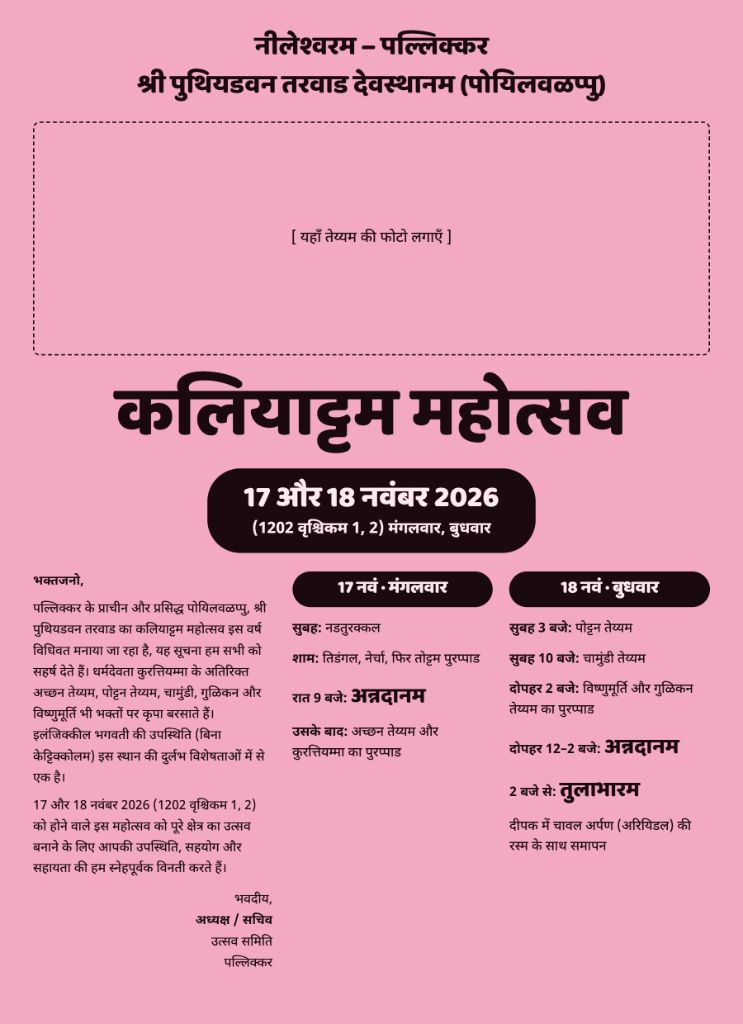 नीलेश्वरम – पल्लिक्कर
श्री पुथियडवन तरवाड देवस्थानम (पोयिलवळप्पु)
[ यहाँ तेय्यम की फोटो लगाएँ ]
कलियाट्टम महोत्सव
17 और 18 नवंबर 2026
(1202 वृश्चिकम 1, 2) मंगलवार, बुधवार
भक्तजनो,
पल्लिक्कर के प्राचीन और प्रसिद्ध पोयिलवळप्पु, श्री
पुथियडवन तरवाड का कलियाट्टम महोत्सव इस वर्ष
विधिवत मनाया जा रहा है, यह सूचना हम सभी को
सहर्ष देते हैं। धर्मदेवता कुरत्तियम्मा के अतिरिक्त
अच्छन तेय्यम, पोट्टन तेय्यम, चामुंडी, गुळिकन और
विष्णुमूर्ति भी भक्तों पर कृपा बरसाते हैं।
इलंजिक्कील भगवती की उपस्थिति (बिना
केट्टिक्कोलम) इस स्थान की दुर्लभ विशेषताओं में से
एक है।
17 और 18 नवंबर 2026 (1202 वृश्चिकम 1, 2)
को होने वाले इस महोत्सव को पूरे क्षेत्र का उत्सव
बनाने के लिए आपकी उपस्थिति, सहयोग और
सहायता की हम स्नेहपूर्वक विनती करते हैं।
भवदीय,
अध्यक्ष / सचिव
उत्सव समिति
पल्लिक्कर
17 नवं • मंगलवार
सुबह: नडतुरक्कल
शाम: तिडंगल, नेर्चा, फिर तोट्टम पुरप्पाड
रात 9 बजे: अन्नदानम
उसके बाद: अच्छन तेय्यम और
कुरत्तियम्मा का पुरप्पाड
18 नवं • बुधवार
सुबह 3 बजे: पोट्टन तेय्यम
सुबह 10 बजे: चामुंडी तेय्यम
दोपहर 2 बजे: विष्णुमूर्ति और गुळिकन
तेय्यम का पुरप्पाड
दोपहर 12–2 बजे: अन्नदानम
2 बजे से: तुलाभारम
दीपक में चावल अर्पण (अरियिडल) की
रस्म के साथ समापन